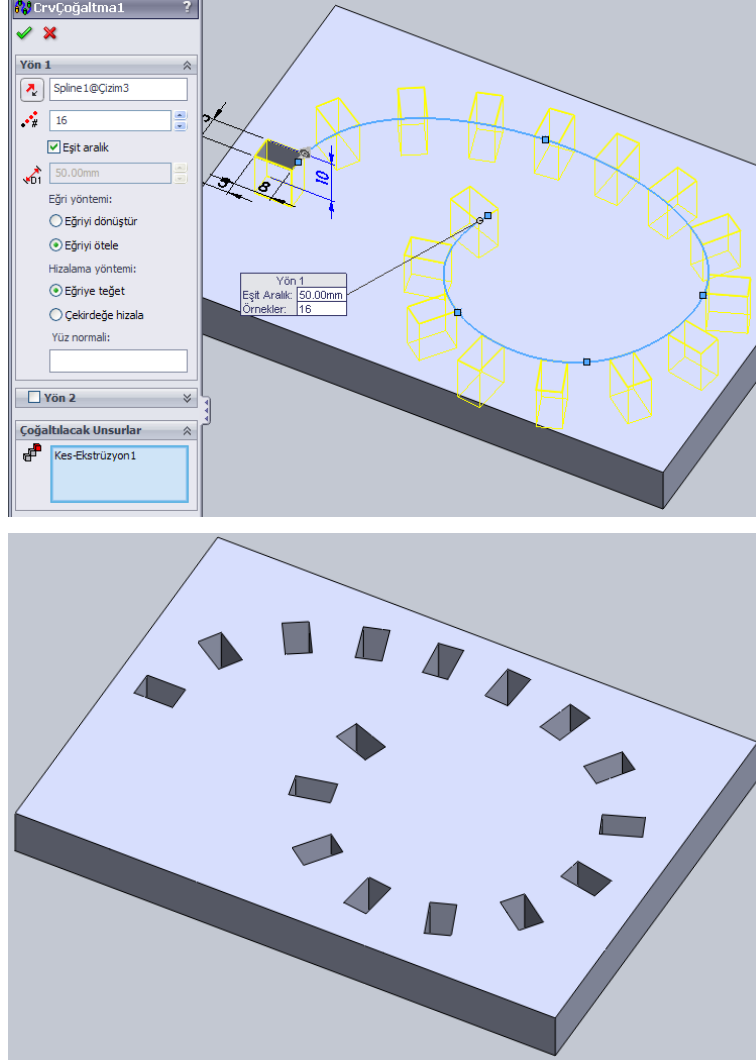 CrvÇoğaltma1 ?
Yön 1
Spline1@Çizim3
# 16
Eşit aralık
D1 50.00mm
Eğri yöntemi:
Eğriyi dönüştür
Eğriyi ötele
Hizalama yöntemi:
Eğriye teğet
Çekirdeğe hizala
Yüz normali:
Yön 2
Çoğaltılacak Unsurlar
Kes-Ekstrüzyon1
8
10
Yön 1
Eşit Aralık: 50.00mm
Örnekler: 16